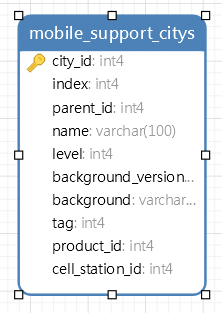 mobile_support_citys
city_id: int4
index: int4
parent_id: int4
name: varchar(100)
level: int4
background_version...
background: varchar...
tag: int4
product_id: int4
cell_station_id: int4